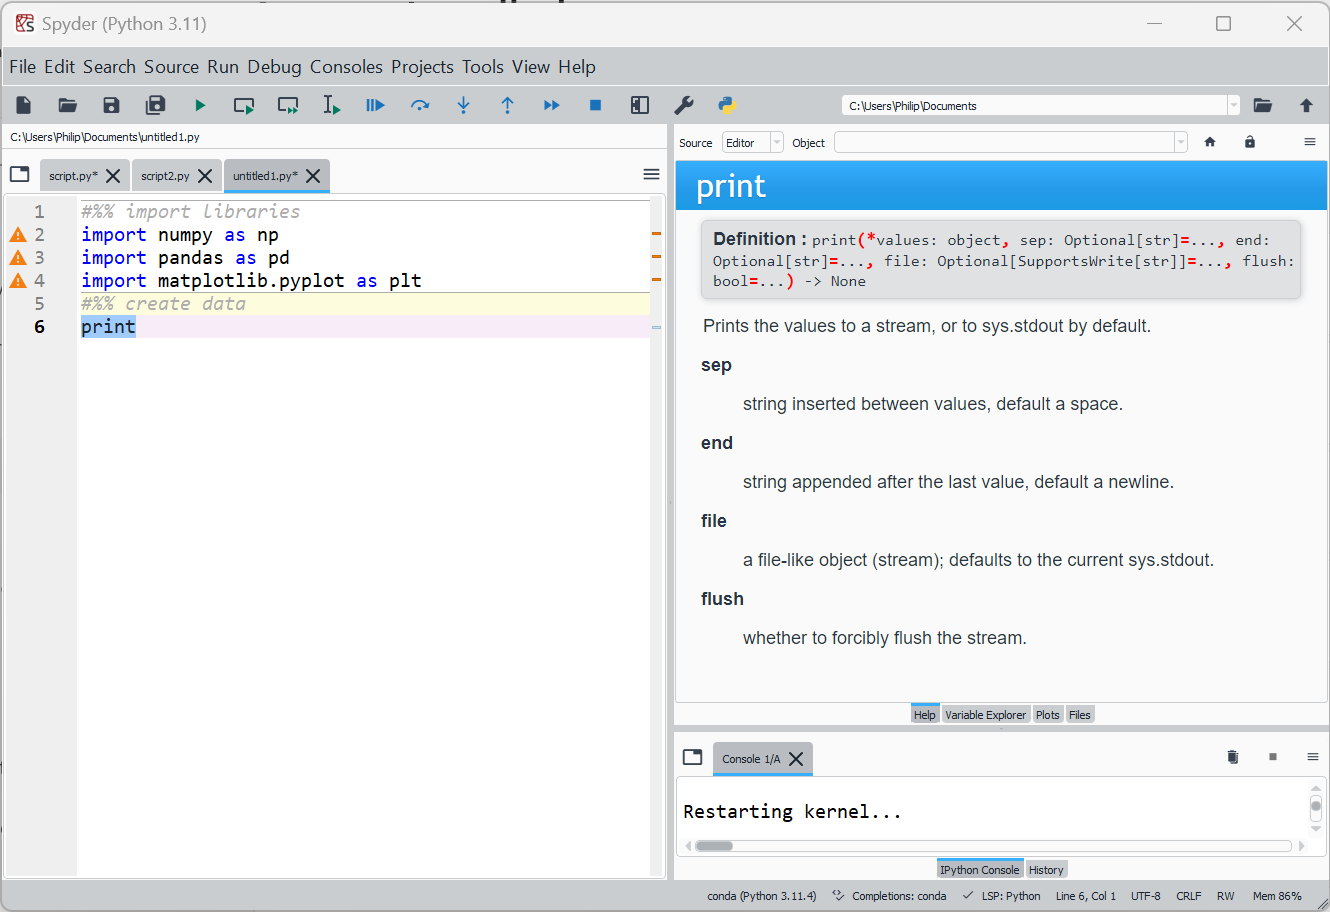 Spyder (Python 3.11)
File Edit Search Source Run Debug Consoles Projects Tools View Help
C:\Users\Philip\Documents
C:\Users\Philip\Documents\untitled1.py
Source Editor Object
script.py* script2.py untitled1.py*
print
1 #%% import libraries
2 import numpy as np
3 import pandas as pd
4 import matplotlib.pyplot as plt
5 #%% create data
6 print
Definition : print(*values: object, sep: Optional[str]=..., end:
Optional[str]=..., file: Optional[SupportsWrite[str]]=..., flush:
bool=...) -> None
Prints the values to a stream, or to sys.stdout by default.
sep
string inserted between values, default a space.
end
string appended after the last value, default a newline.
file
a file-like object (stream); defaults to the current sys.stdout.
flush
whether to forcibly flush the stream.
Help Variable Explorer Plots Files
Console 1/A
Restarting kernel...
IPython Console History
conda (Python 3.11.4) Completions: conda LSP: Python Line 6, Col 1 UTF-8 CRLF RW Mem 86%